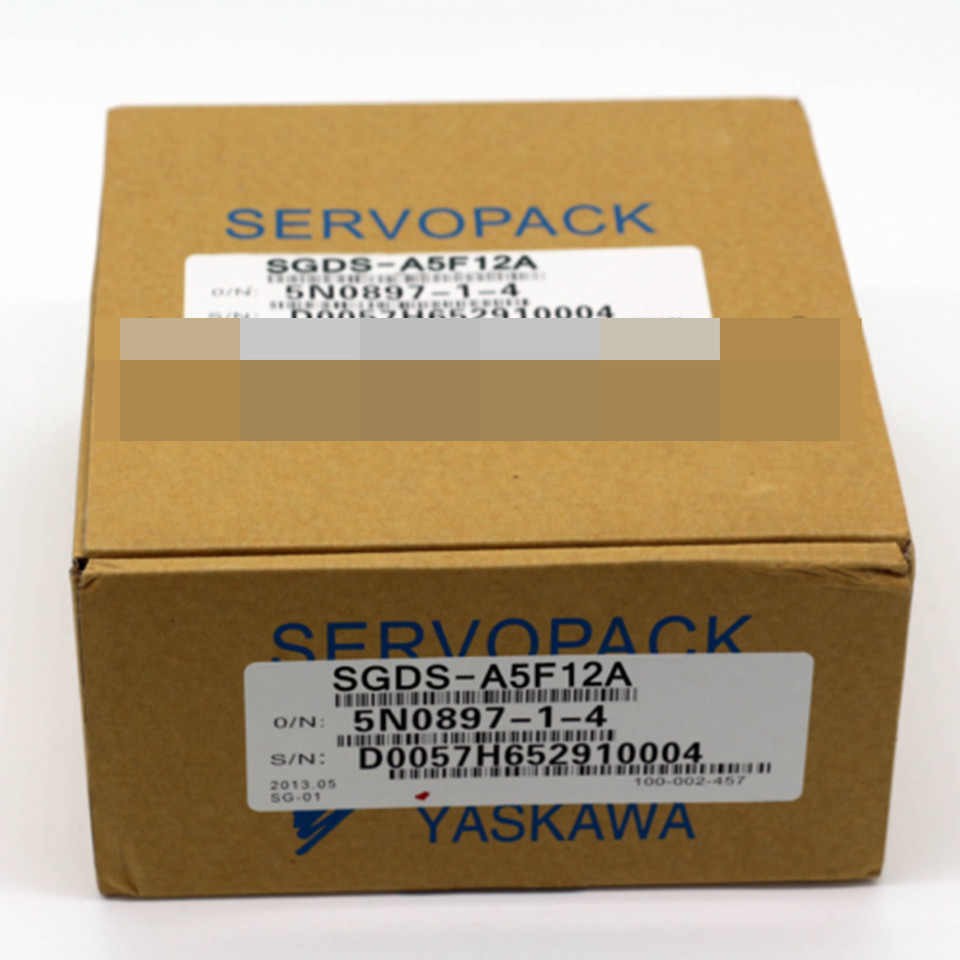 SERVOPACK
SGDS-A5F12A
O/N: 5N0897-1-4
S/N: D0057H652910004
SERVOPACK
SGDS-A5F12A
O/N: 5N0897-1-4
S/N: D0057H652910004
2013.05 100-002-457
SG-01
YASKAWA